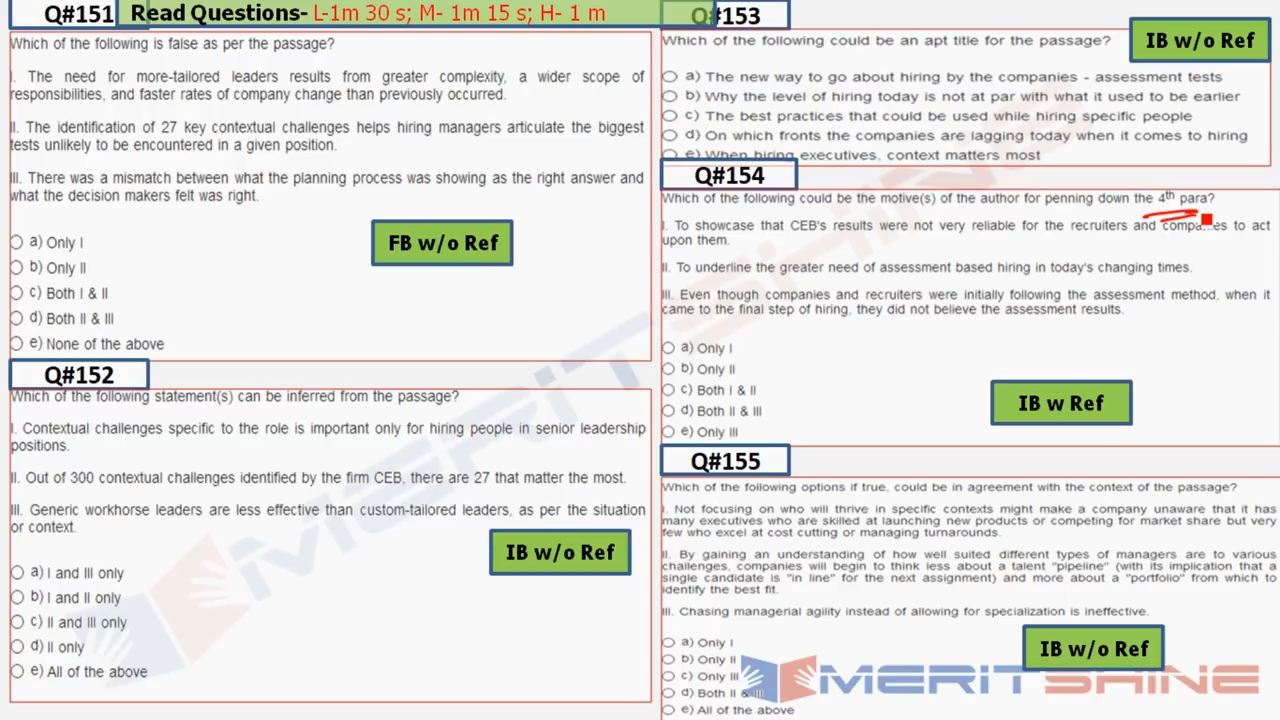 Q#151
Read Questions- L-1m 30 s; M- 1m 15 s; H- 1 m
Which of the following is false as per the passage?
I. The need for more-tailored leaders results from greater complexity, a wider scope of
responsibilities, and faster rates of company change than previously occurred.
II. The identification of 27 key contextual challenges helps hiring managers articulate the biggest
tests unlikely to be encountered in a given position.
III. There was a mismatch between what the planning process was showing as the right answer and
what the decision makers felt was right.
a) Only I
b) Only II
c) Both I & II
d) Both II & III
e) None of the above
FB w/o Ref
Q#152
Which of the following statement(s) can be inferred from the passage?
I. Contextual challenges specific to the role is important only for hiring people in senior leadership
positions.
II. Out of 300 contextual challenges identified by the firm CEB, there are 27 that matter the most.
III. Generic workhorse leaders are less effective than custom-tailored leaders, as per the situation
or context.
IB w/o Ref
a) I and III only
b) I and II only
c) II and III only
d) II only
e) All of the above
Q#153
Which of the following could be an apt title for the passage?
IB w/o Ref
a) The new way to go about hiring by the companies - assessment tests
b) Why the level of hiring today is not at par with what it used to be earlier
c) The best practices that could be used while hiring specific people
d) On which fronts the companies are lagging today when it comes to hiring
e) When hiring executives, context matters most
Q#154
Which of the following could be the motive(s) of the author for penning down the 4th para?
I. To showcase that CEB's results were not very reliable for the recruiters and companies to act
upon them.
II. To underline the greater need of assessment based hiring in today's changing times.
III. Even though companies and recruiters were initially following the assessment method, when it
came to the final step of hiring, they did not believe the assessment results.
a) Only I
b) Only II
c) Both I & II
d) Both II & III
e) Only III
IB w Ref
Q#155
Which of the following options if true, could be in agreement with the context of the passage?
I. Not focusing on who will thrive in specific contexts might make a company unaware that it has
many executives who are skilled at launching new products or competing for market share but very
few who excel at cost cutting or managing turnarounds.
II. By gaining an understanding of how well suited different types of managers are to various
challenges, companies will begin to think less about a talent "pipeline" (with its implication that a
single candidate is "in line" for the next assignment) and more about a "portfolio" from which to
identify the best fit.
III. Chasing managerial agility instead of allowing for specialization is ineffective.
a) Only I
b) Only II
c) Only III
d) Both II & III
e) All of the above
IB w/o Ref
MERITSHINE
MERITSHINE